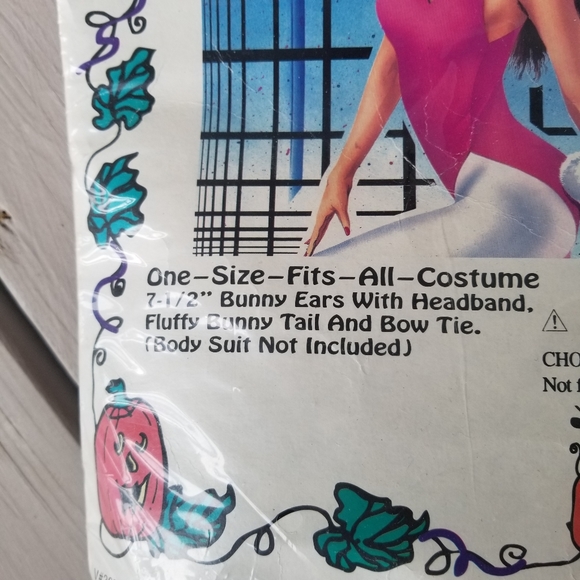 One-Size-Fits-All-Costume
7-1/2" Bunny Ears With Headband,
Fluffy Bunny Tail And Bow Tie.
(Body Suit Not Included)
CHO
Not f